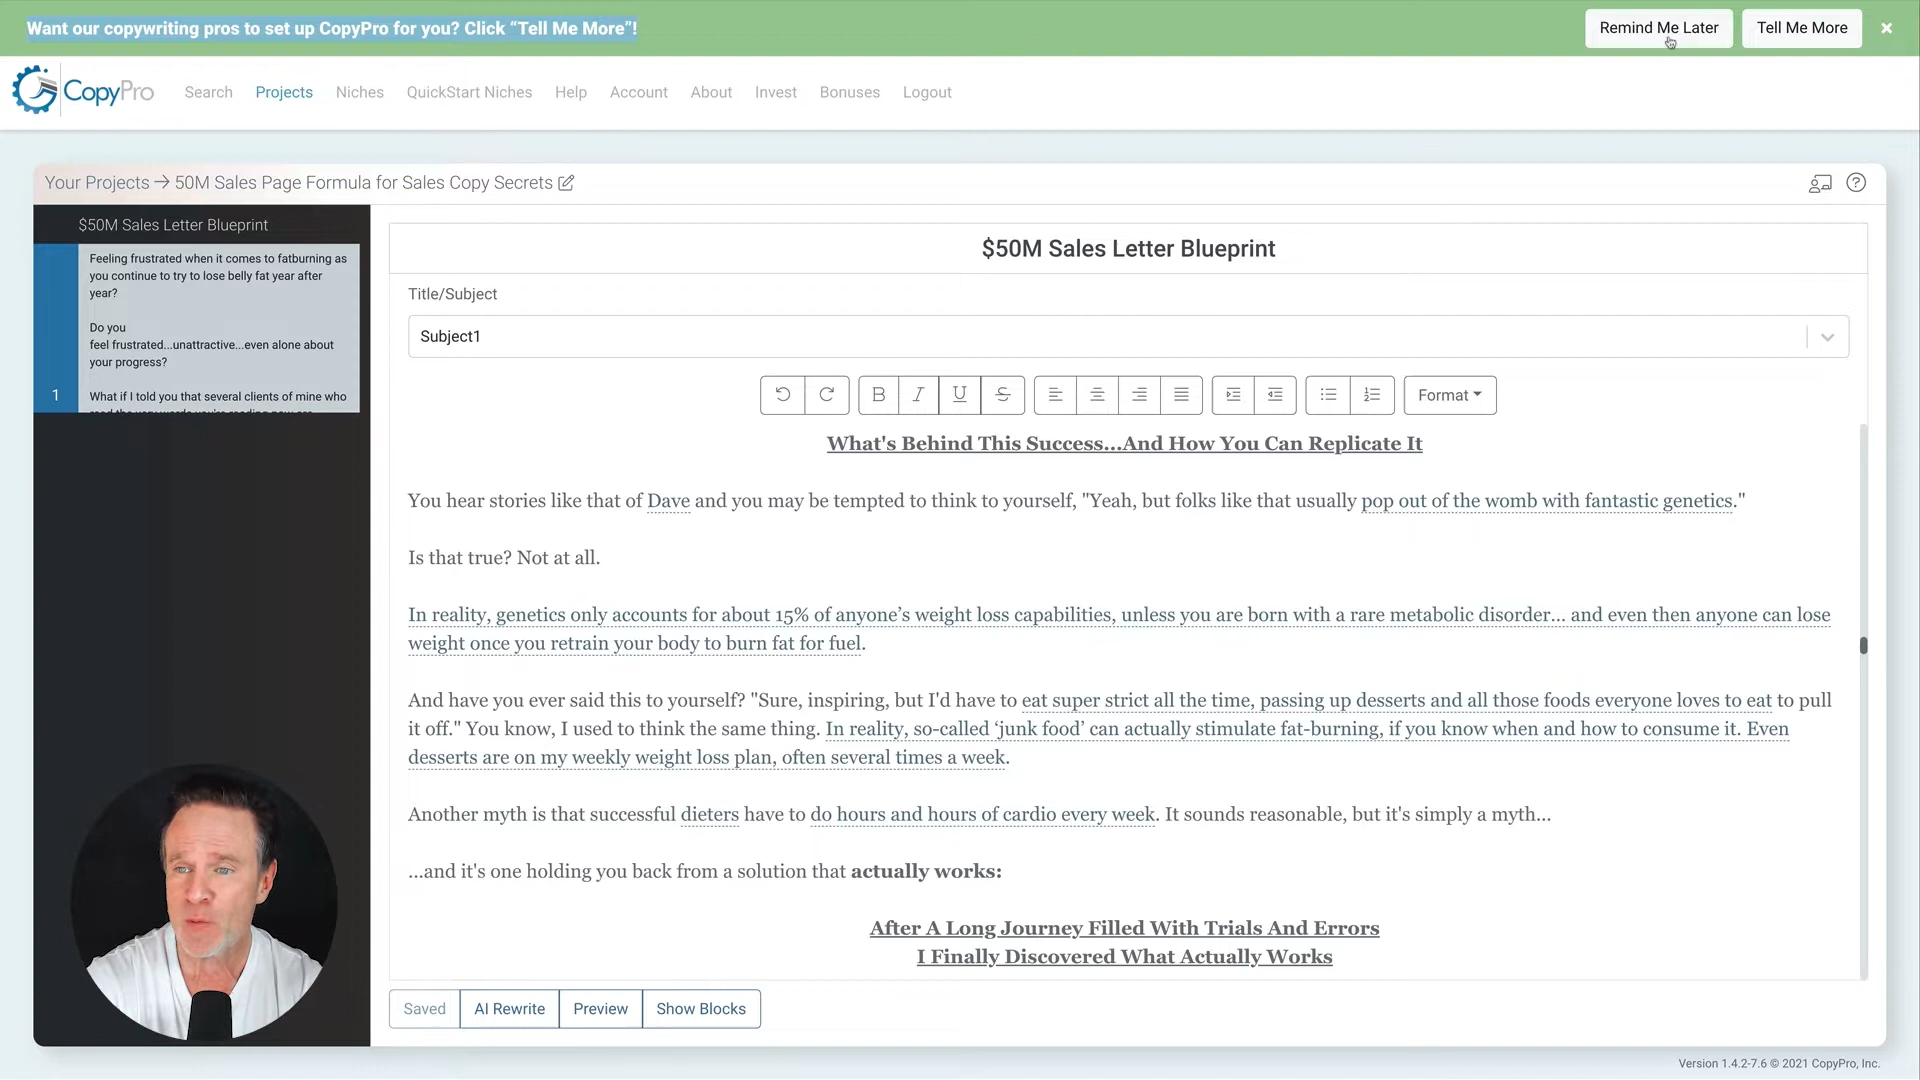 Want our copywriting pros to set up CopyPro for you? Click “Tell Me More”!
Remind Me Later
Tell Me More
CopyPro
Search
Projects
Niches
QuickStart Niches
Help
Account
About
Invest
Bonuses
Logout
Your Projects → 50M Sales Page Formula for Sales Copy Secrets
$50M Sales Letter Blueprint
Feeling frustrated when it comes to fatburning as
you continue to try to lose belly fat year after
year?
Do you
feel frustrated...unattractive...even alone about
your progress?
1
What if I told you that several clients of mine who
$50M Sales Letter Blueprint
Title/Subject
Subject1
B I U S
Format
What's Behind This Success...And How You Can Replicate It
You hear stories like that of Dave and you may be tempted to think to yourself, "Yeah, but folks like that usually pop out of the womb with fantastic genetics."
Is that true? Not at all.
In reality, genetics only accounts for about 15% of anyone’s weight loss capabilities, unless you are born with a rare metabolic disorder... and even then anyone can lose
weight once you retrain your body to burn fat for fuel.
And have you ever said this to yourself? "Sure, inspiring, but I'd have to eat super strict all the time, passing up desserts and all those foods everyone loves to eat to pull
it off." You know, I used to think the same thing. In reality, so-called ‘junk food’ can actually stimulate fat-burning, if you know when and how to consume it. Even
desserts are on my weekly weight loss plan, often several times a week.
Another myth is that successful dieters have to do hours and hours of cardio every week. It sounds reasonable, but it's simply a myth...
...and it's one holding you back from a solution that actually works:
After A Long Journey Filled With Trials And Errors
I Finally Discovered What Actually Works
Saved
AI Rewrite
Preview
Show Blocks
Version 1.4.2-7.6 © 2021 CopyPro, Inc.